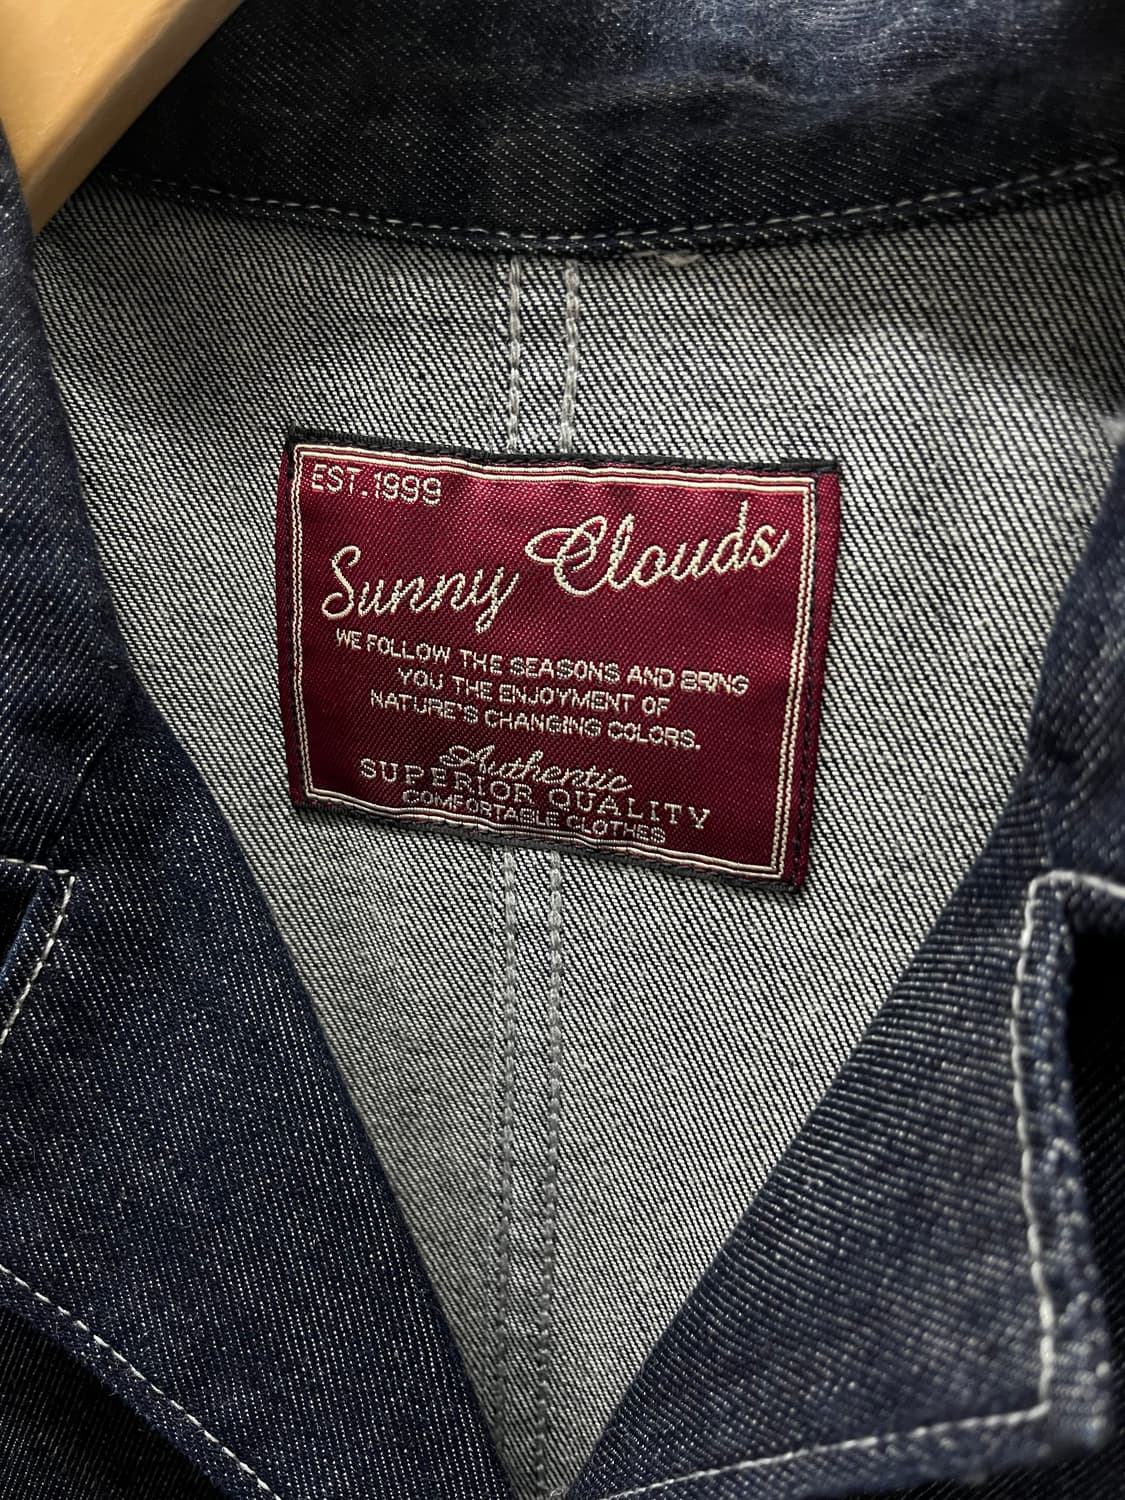 EST.1999
Sunny Clouds
WE FOLLOW THE SEASONS AND BRING
YOU THE ENJOYMENT OF
NATURE'S CHANGING COLORS.
Authentic
SUPERIOR QUALITY
COMFORTABLE CLOTHES